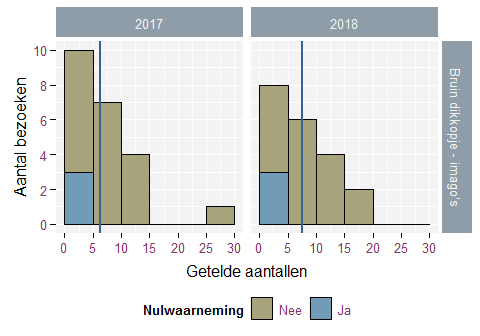 2017 2018
10
8
6
4
2
0
Aantal bezoeken
Bruin dikkopje - imago's
0 5 10 15 20 25 30 0 5 10 15 20 25 30
Getelde aantallen
Nulwaarneming Nee Ja